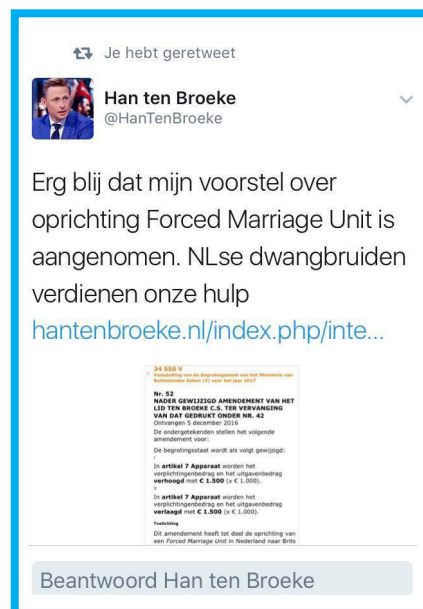 Je hebt geretweet
Han ten Broeke
@HanTenBroeke
Erg blij dat mijn voorstel over
oprichting Forced Marriage Unit is
aangenomen. NLse dwangbruiden
verdienen onze hulp
hantenbroeke.nl/index.php/inte...
34 550 V
Vaststelling van de begrotingsstaat van het Ministerie van
Buitenlandse Zaken (V) voor het jaar 2017
Nr. 52
NADER GEWIJZIGD AMENDEMENT VAN HET
LID TEN BROEKE C.S. TER VERVANGING
VAN DAT GEDRUKT ONDER NR. 42
Ontvangen 5 december 2016
De ondergetekenden stellen het volgende
amendement voor:
De begrotingsstaat wordt als volgt gewijzigd:
I
In artikel 7 Apparaat worden het
verplichtingenbedrag en het uitgavenbedrag
verhoogd met € 1.500 (x € 1.000).
II
In artikel 7 Apparaat worden het
verplichtingenbedrag en het uitgavenbedrag
verlaagd met € 1.500 (x € 1.000).
Toelichting
Dit amendement heeft tot doel de oprichting van
een Forced Marriage Unit in Nederland naar Brits
Beantwoord Han ten Broeke